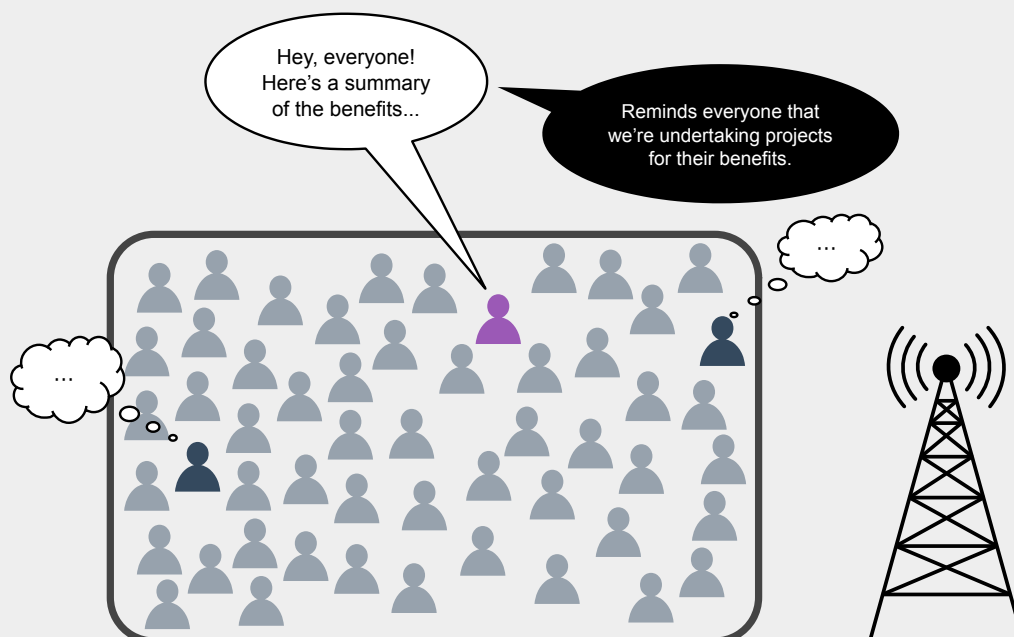 Hey, everyone!
Here’s a summary
of the benefits...
Reminds everyone that
we’re undertaking projects
for their benefits.
...
...